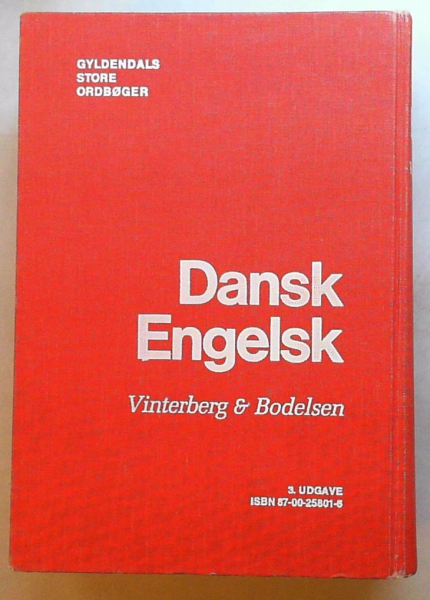 GYLDENDALS
STORE
ORDBØGER
Dansk
Engelsk
Vinterberg & Bodelsen
3. UDGAVE
ISBN 87-00-25801-6